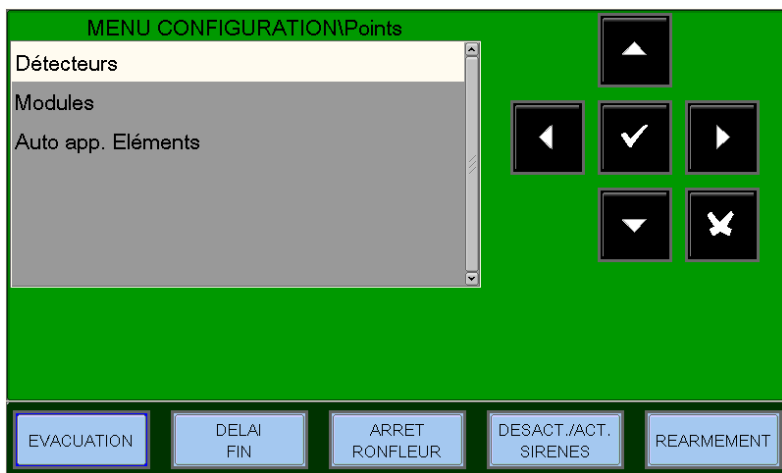 MENU CONFIGURATION\Points
Détecteurs
Modules
Auto app. Eléments
EVACUATION
DELAI
FIN
ARRET
RONFLEUR
DESACT./ACT.
SIRENES
REARMEMENT